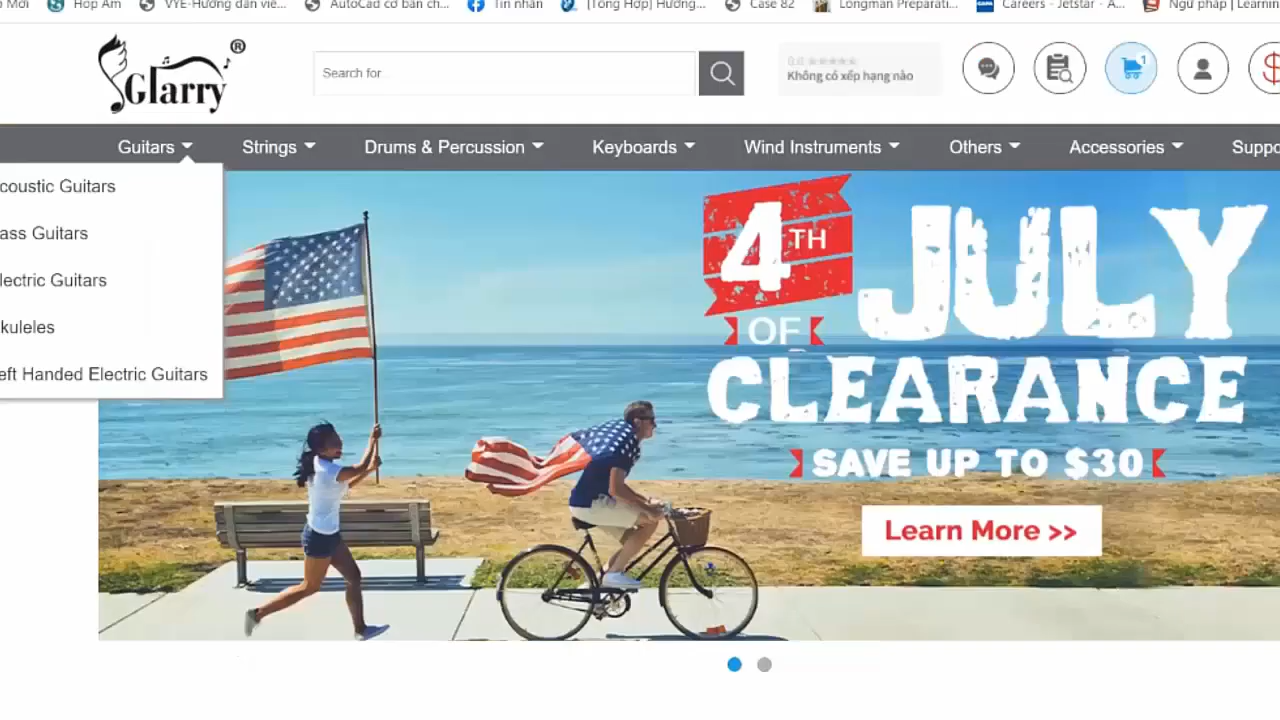 Mới
Hợp Âm
VYE-Hướng dẫn viê...
AutoCad cơ bản ch...
Tin nhắn
[Tổng Hợp] Hướng...
Case 82
Longman Preparati...
Careers - Jetstar - A...
Ngữ pháp | Learnin
Glarry®
Search for
0.0 ★★★★★
Không có xếp hạng nào
1
Guitars
Strings
Drums & Percussion
Keyboards
Wind Instruments
Others
Accessories
Suppo
coustic Guitars
ass Guitars
lectric Guitars
kuleles
eft Handed Electric Guitars
4TH
OF
JULY
CLEARANCE
SAVE UP TO $30
Learn More >>